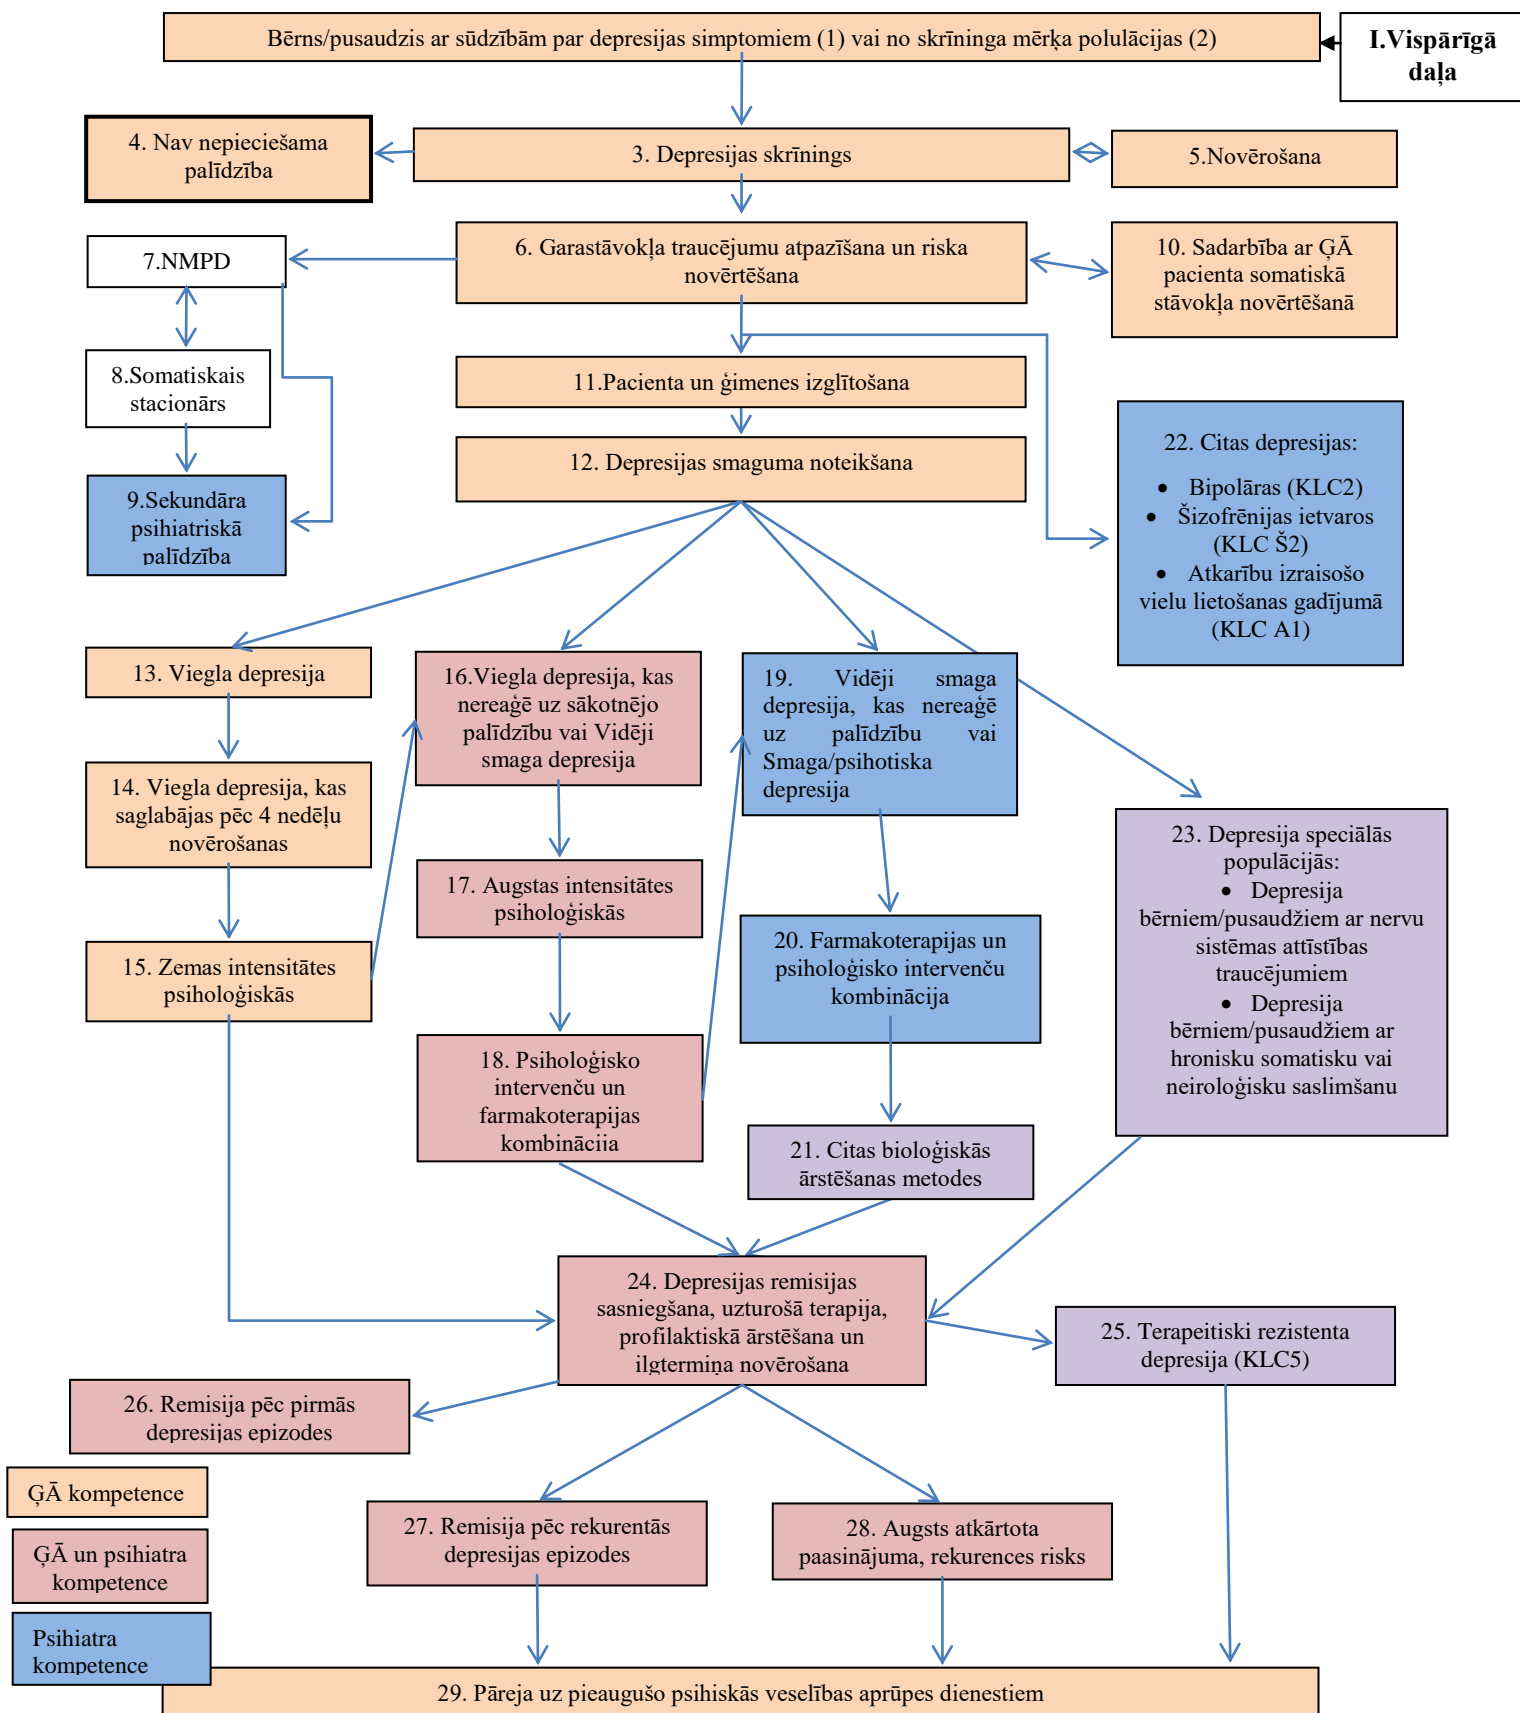 Bērns/pusaudzis ar sūdzībām par depresijas simptomiem (1) vai no skrīninga mērķa polulācijas (2)
I.Vispārīgā
daļa
4. Nav nepieciešama
palīdzība
3. Depresijas skrīnings
5.Novērošana
7.NMPD
6. Garastāvokļa traucējumu atpazīšana un riska
novērtēšana
10. Sadarbība ar ĢĀ
pacienta somatiskā
stāvokļa novērtēšanā
8.Somatiskais
stacionārs
11.Pacienta un ģimenes izglītošana
12. Depresijas smaguma noteikšana
9.Sekundāra
psihiatriskā
palīdzība
22. Citas depresijas:
• Bipolāras (KLC2)
• Šizofrēnijas ietvaros
(KLC Š2)
• Atkarību izraisošo
vielu lietošanas gadījumā
(KLC A1)
13. Viegla depresija
16.Viegla depresija, kas
nereaģē uz sākotnējo
palīdzību vai Vidēji
smaga depresija
19. Vidēji smaga
depresija, kas nereaģē
uz palīdzību vai
Smaga/psihotiska
depresija
14. Viegla depresija, kas
saglabājas pēc 4 nedēļu
novērošanas
17. Augstas intensitātes
psiholoģiskās
23. Depresija speciālās
populācijās:
• Depresija
bērniem/pusaudžiem ar nervu
sistēmas attīstības
traucējumiem
• Depresija
bērniem/pusaudžiem ar
hronisku somatisku vai
neiroloģisku saslimšanu
15. Zemas intensitātes
psiholoģiskās
20. Farmakoterapijas un
psiholoģisko intervenču
kombinācija
18. Psiholoģisko
intervenču un
farmakoterapijas
kombinācija
21. Citas bioloģiskās
ārstēšanas metodes
24. Depresijas remisijas
sasniegšana, uzturošā terapija,
profilaktiskā ārstēšana un
ilgtermiņa novērošana
25. Terapeitiski rezistenta
depresija (KLC5)
26. Remisija pēc pirmās
depresijas epizodes
ĢĀ kompetence
27. Remisija pēc rekurentās
depresijas epizodes
28. Augsts atkārtota
paasinājuma, rekurences risks
ĢĀ un psihiatra
kompetence
Psihiatra
kompetence
29. Pāreja uz pieaugušo psihiskās veselības aprūpes dienestiem